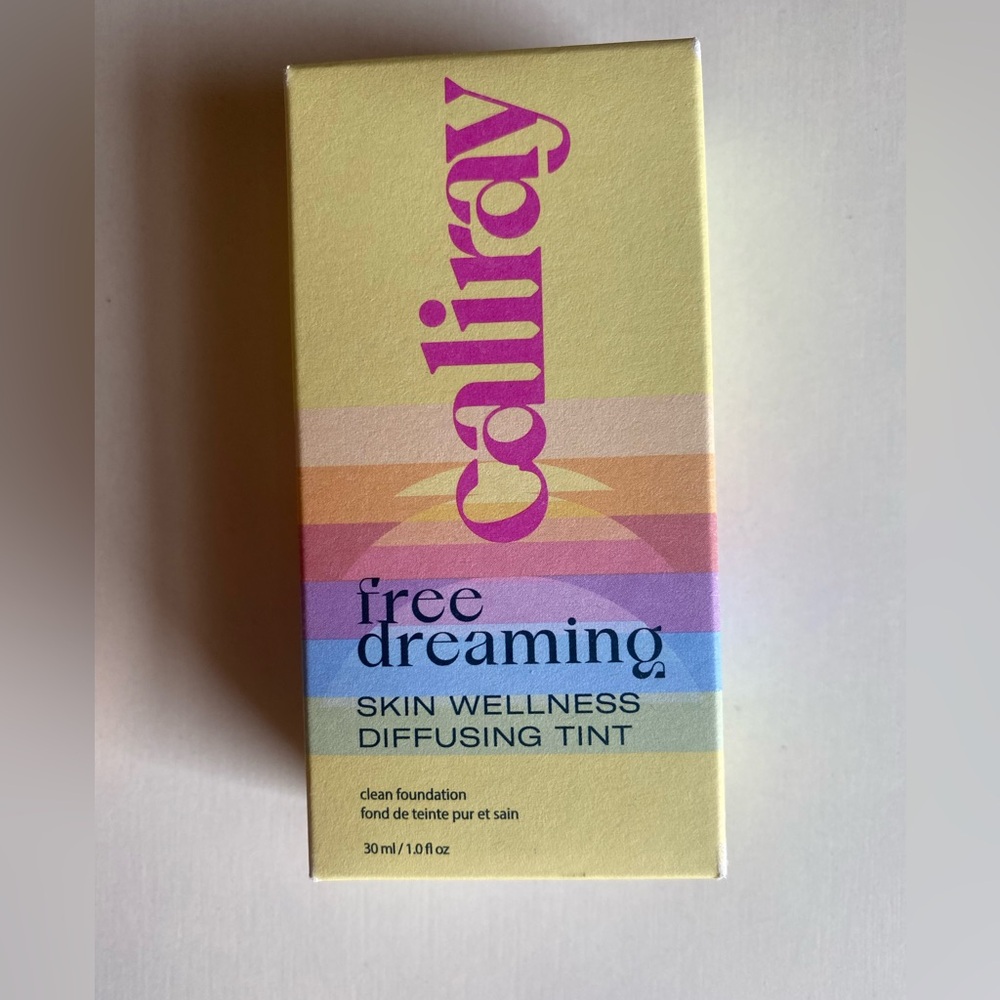 caliray
free
dreaming
SKIN WELLNESS
DIFFUSING TINT
clean foundation
fond de teinte pur et sain
30 ml / 1.0 fl oz